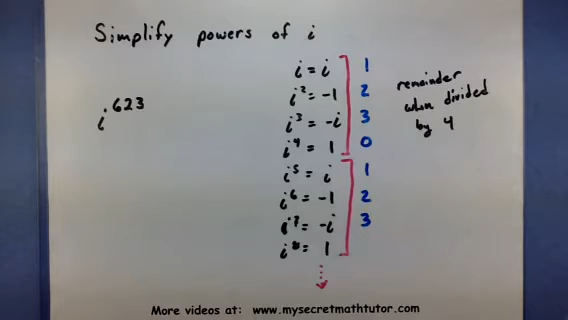 Simplify powers of i
i^623
i = i 1
i² = -1 2
i³ = -i 3
i⁴ = 1 0
i⁵ = i 1
i⁶ = -1 2
i⁷ = -i 3
i⁸ = 1
remainder
when divided
by 4
More videos at: www.mysecretmathtutor.com